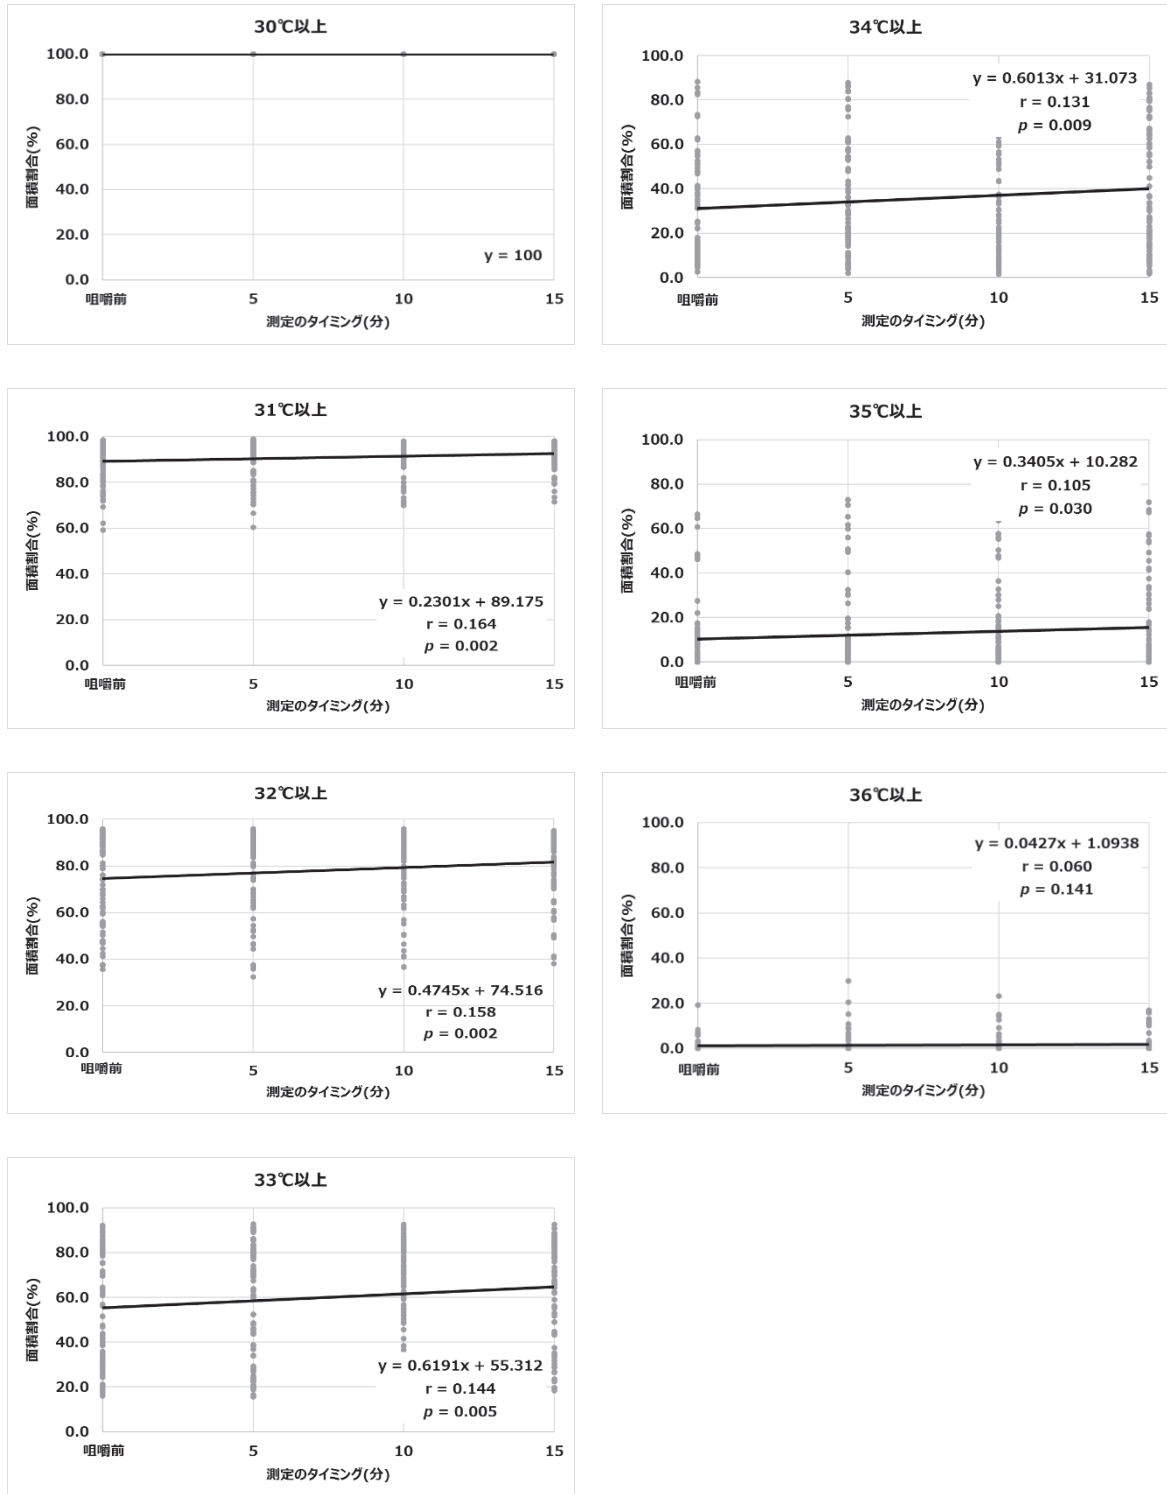 30℃以上
100.0
80.0
60.0
40.0
20.0
0.0
面積割合(%)
y = 100
咀嚼前
5
10
15
測定のタイミング(分)
31℃以上
100.0
80.0
60.0
40.0
20.0
0.0
面積割合(%)
y = 0.2301x + 89.175
r = 0.164
p = 0.002
咀嚼前
5
10
15
測定のタイミング(分)
32℃以上
100.0
80.0
60.0
40.0
20.0
0.0
面積割合(%)
y = 0.4745x + 74.516
r = 0.158
p = 0.002
咀嚼前
5
10
15
測定のタイミング(分)
33℃以上
100.0
80.0
60.0
40.0
20.0
0.0
面積割合(%)
y = 0.6191x + 55.312
r = 0.144
p = 0.005
咀嚼前
5
10
15
測定のタイミング(分)
34℃以上
100.0
80.0
60.0
40.0
20.0
0.0
面積割合(%)
y = 0.6013x + 31.073
r = 0.131
p = 0.009
咀嚼前
5
10
15
測定のタイミング(分)
35℃以上
100.0
80.0
60.0
40.0
20.0
0.0
面積割合(%)
y = 0.3405x + 10.282
r = 0.105
p = 0.030
咀嚼前
5
10
15
測定のタイミング(分)
36℃以上
100.0
80.0
60.0
40.0
20.0
0.0
面積割合(%)
y = 0.0427x + 1.0938
r = 0.060
p = 0.141
咀嚼前
5
10
15
測定のタイミング(分)